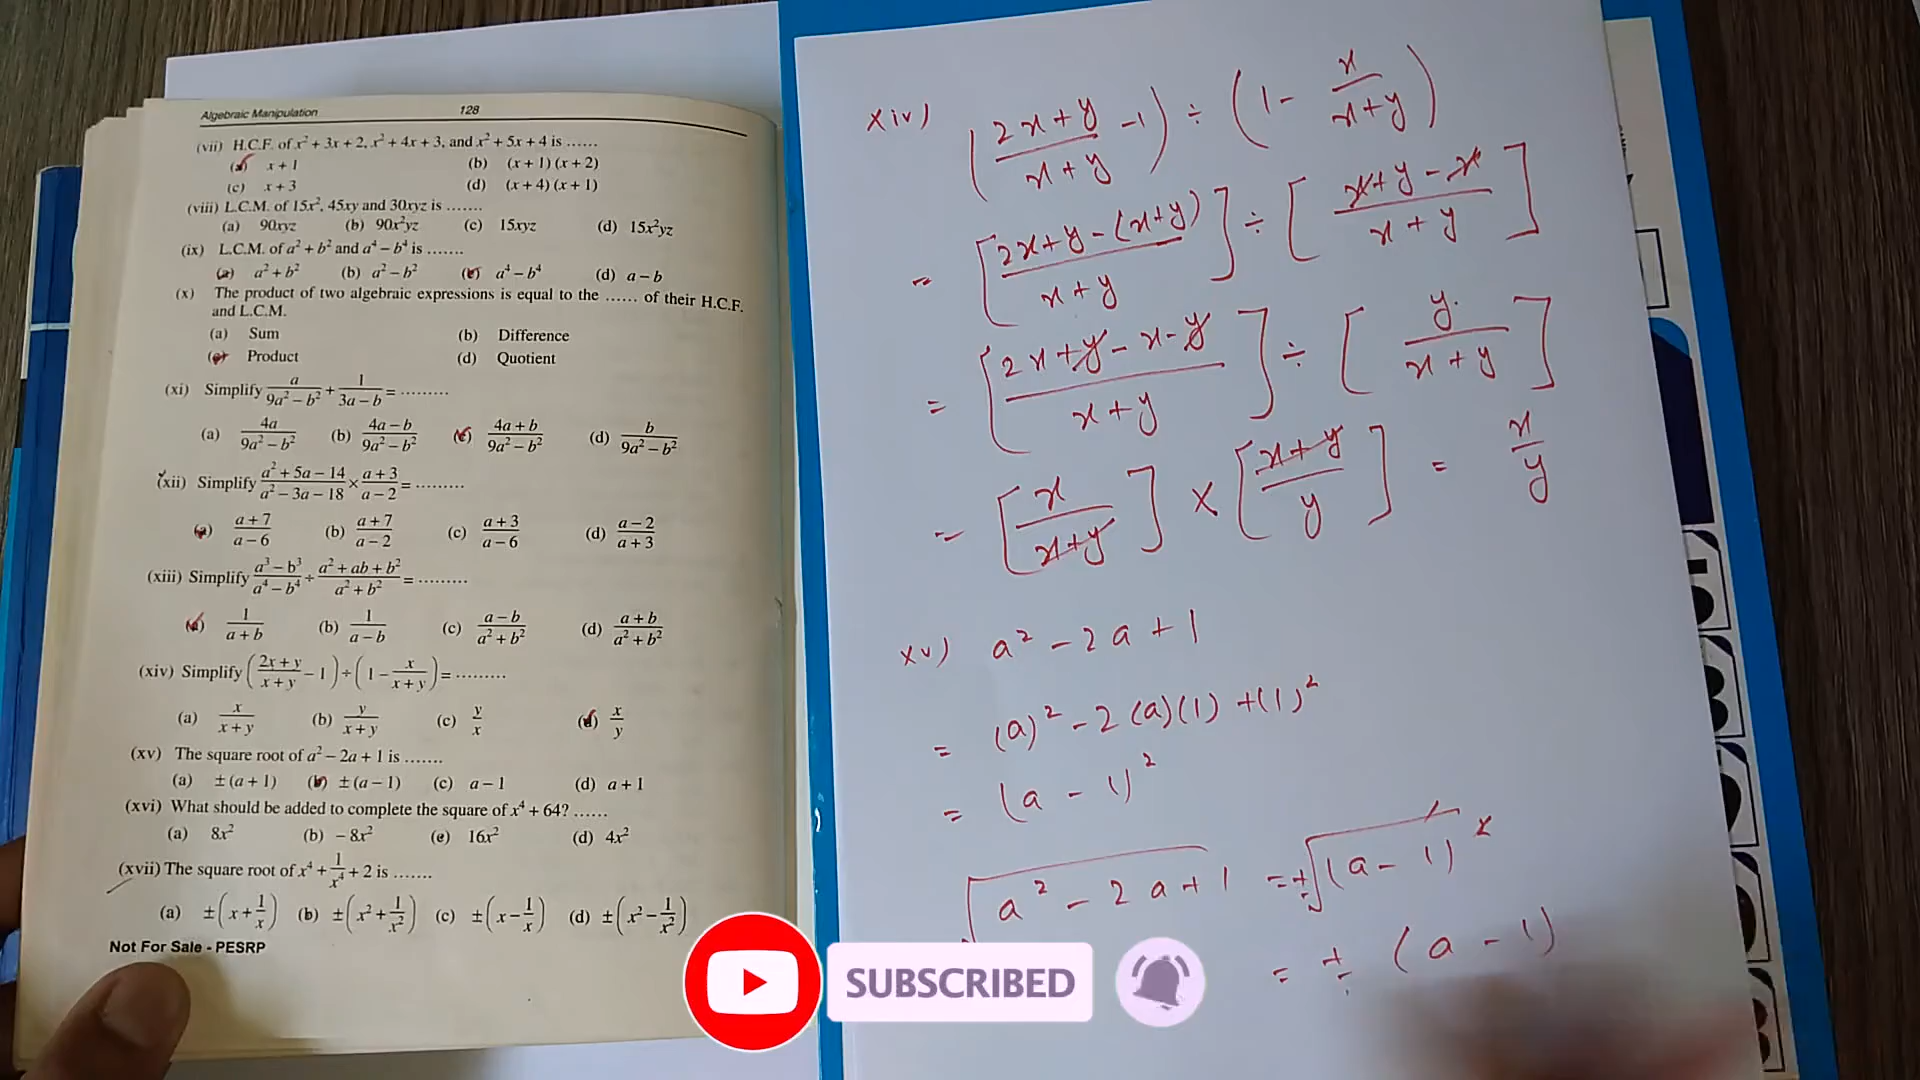 Algebraic Manipulation 128
(vii) H.C.F. of x² + 3x + 2, x² + 4x + 3, and x² + 5x + 4 is ......
(a) x + 1 (b) (x + 1) (x + 2)
(c) x + 3 (d) (x + 4) (x + 1)
(viii) L.C.M. of 15x², 45xy and 30xyz is .......
(a) 90xyz (b) 90x²yz (c) 15xyz (d) 15x²yz
(ix) L.C.M. of a² + b² and a⁴ – b⁴ is .......
(a) a² + b² (b) a² – b² (c) a⁴ – b⁴ (d) a – b
(x) The product of two algebraic expressions is equal to the ...... of their H.C.F.
and L.C.M.
(a) Sum (b) Difference
(c) Product (d) Quotient
(xi) Simplify a/(9a² – b²) + 1/(3a – b) = .........
(a) 4a/(9a² – b²) (b) (4a – b)/(9a² – b²) (c) (4a + b)/(9a² – b²) (d) b/(9a² – b²)
(xii) Simplify (a² + 5a – 14)/(a² – 3a – 18) × (a + 3)/(a – 2) = .........
(a) (a + 7)/(a – 6) (b) (a + 7)/(a – 2) (c) (a + 3)/(a – 6) (d) (a – 2)/(a + 3)
(xiii) Simplify (a³ – b³)/(a⁴ – b⁴) ÷ (a² + ab + b²)/(a² + b²) = .........
(a) 1/(a + b) (b) 1/(a – b) (c) (a – b)/(a² + b²) (d) (a + b)/(a² + b²)
(xiv) Simplify ((2x + y)/(x + y) – 1) ÷ (1 – x/(x + y)) = .........
(a) x/(x + y) (b) y/(x + y) (c) y/x (d) x/y
(xv) The square root of a² – 2a + 1 is .......
(a) ± (a + 1) (b) ± (a – 1) (c) a – 1 (d) a + 1
(xvi) What should be added to complete the square of x⁴ + 64? ......
(a) 8x² (b) – 8x² (c) 16x² (d) 4x²
(xvii) The square root of x⁴ + 1/x⁴ + 2 is .......
(a) ±(x + 1/x) (b) ±(x² + 1/x²) (c) ±(x – 1/x) (d) ±(x² – 1/x²)
Not For Sale - PESRP
xiv) ((2x + y)/(x + y) - 1) ÷ (1 - x/(x + y))
= [(2x + y - (x + y))/(x + y)] ÷ [(x + y - x)/(x + y)]
= [(2x + y - x - y)/(x + y)] ÷ [y/(x + y)]
= [x/(x + y)] × [(x + y)/y] = x/y
xv) a² - 2a + 1
= (a)² - 2(a)(1) + (1)²
= (a - 1)²
√(a² - 2a + 1) = ±√(a - 1)²
= ± (a - 1)
SUBSCRIBED